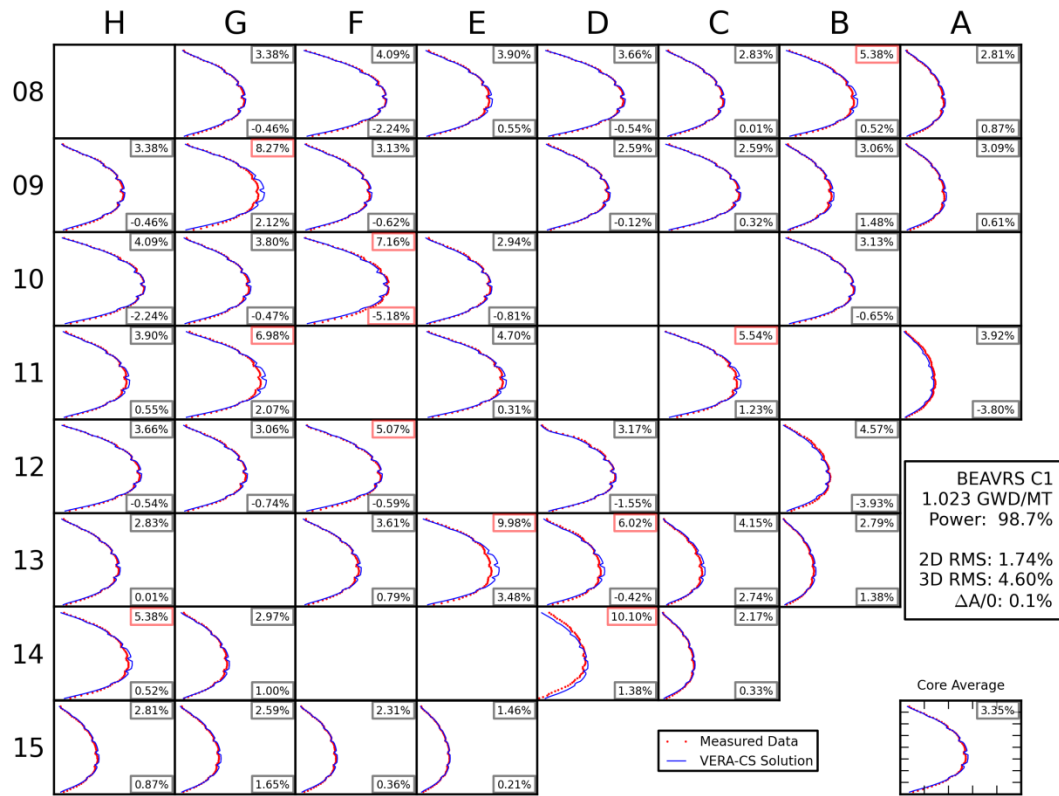 H G F E D C B A
08 3.38% 4.09% 3.90% 3.66% 2.83% 5.38% 2.81%
-0.46% -2.24% 0.55% -0.54% 0.01% 0.52% 0.87%
09 3.38% 8.27% 3.13% 2.59% 2.59% 3.06% 3.09%
-0.46% 2.12% -0.62% -0.12% 0.32% 1.48% 0.61%
10 4.09% 3.80% 7.16% 2.94% 3.13%
-2.24% -0.47% -5.18% -0.81% -0.65%
11 3.90% 6.98% 4.70% 5.54% 3.92%
0.55% 2.07% 0.31% 1.23% -3.80%
12 3.66% 3.06% 5.07% 3.17% 4.57%
-0.54% -0.74% -0.59% -1.55% -3.93%
13 2.83% 3.61% 9.98% 6.02% 4.15% 2.79%
0.01% 0.79% 3.48% -0.42% 2.74% 1.38%
BEAVRS C1
1.023 GWD/MT
Power: 98.7%
2D RMS: 1.74%
3D RMS: 4.60%
ΔA/0: 0.1%
14 5.38% 2.97% 10.10% 2.17%
0.52% 1.00% 1.38% 0.33%
15 2.81% 2.59% 2.31% 1.46%
0.87% 1.65% 0.36% 0.21%
Measured Data
VERA-CS Solution
Core Average
3.35%